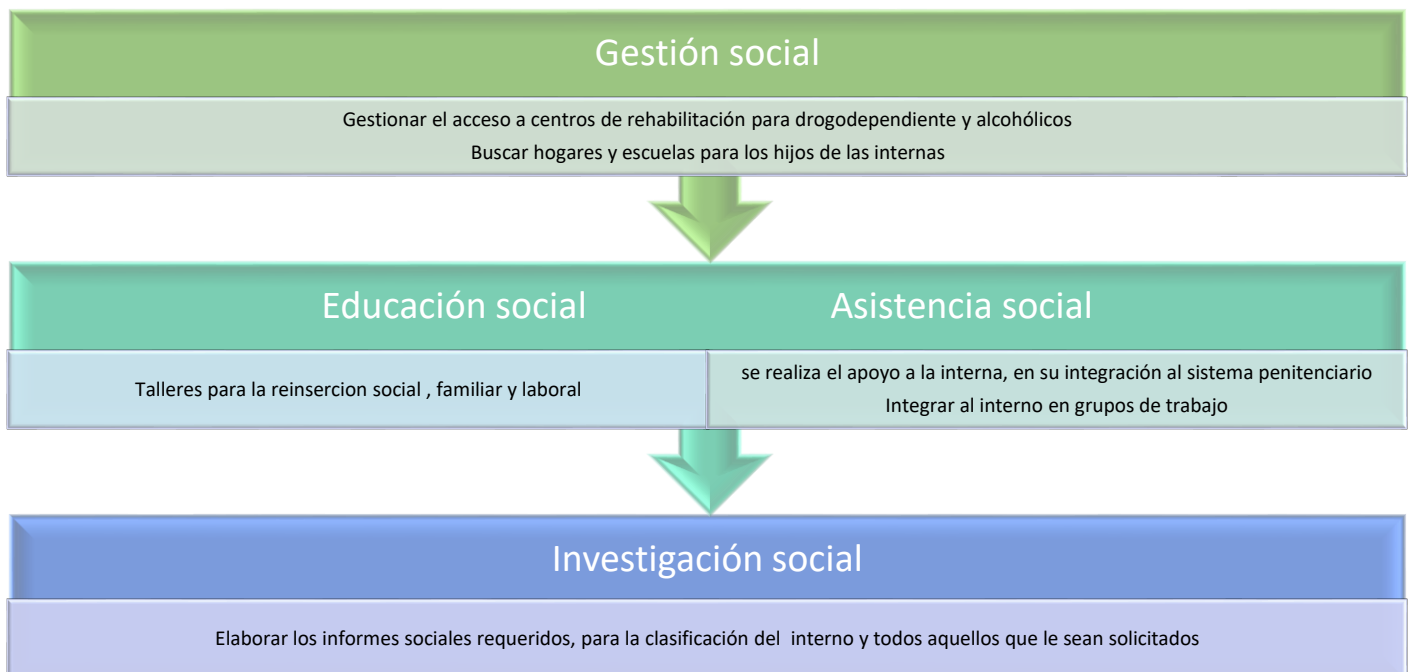 Gestión social
Gestionar el acceso a centros de rehabilitación para drogodependiente y alcohólicos
Buscar hogares y escuelas para los hijos de las internas
Educación social
Asistencia social
Talleres para la reinsercion social , familiar y laboral
se realiza el apoyo a la interna, en su integración al sistema penitenciario
Integrar al interno en grupos de trabajo
Investigación social
Elaborar los informes sociales requeridos, para la clasificación del  interno y todos aquellos que le sean solicitados